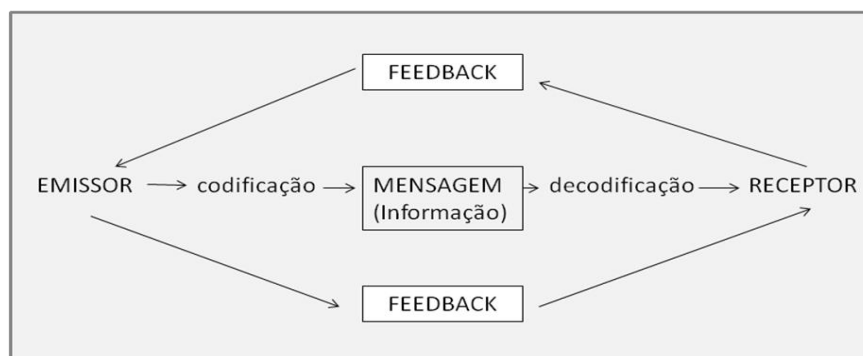 FEEDBACK
EMISSOR codificação MENSAGEM decodificação RECEPTOR
(Informação)
FEEDBACK